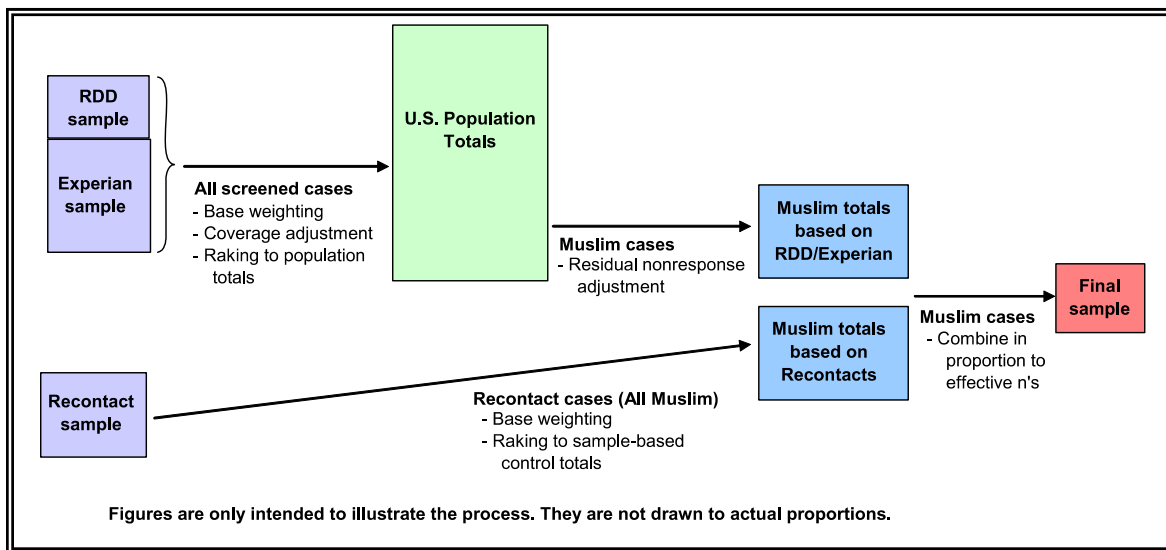 RDD
sample
Experian
sample
All screened cases
- Base weighting
- Coverage adjustment
- Raking to population
totals
U.S. Population
Totals
Muslim cases
- Residual nonresponse
adjustment
Muslim totals
based on
RDD/Experian
Muslim totals
based on
Recontacts
Muslim cases
- Combine in
proportion to
effective n's
Final
sample
Recontact
sample
Recontact cases (All Muslim)
- Base weighting
- Raking to sample-based
control totals
Figures are only intended to illustrate the process. They are not drawn to actual proportions.